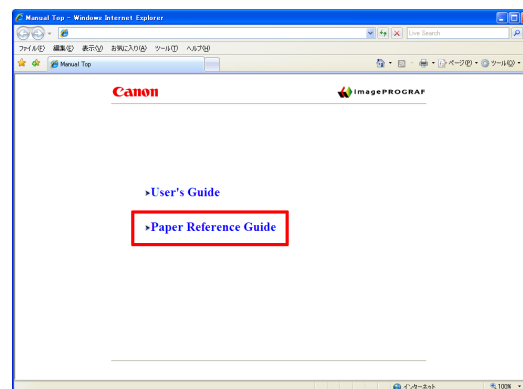 Manual Top - Windows Internet Explorer
Live Search
ファイル(F) 編集(E) 表示(V) お気に入り(A) ツール(T) ヘルプ(H)
Manual Top
ページ(P) ツール(O)
Canon
imagePROGRAF
User's Guide
Paper Reference Guide
インターネット
100%